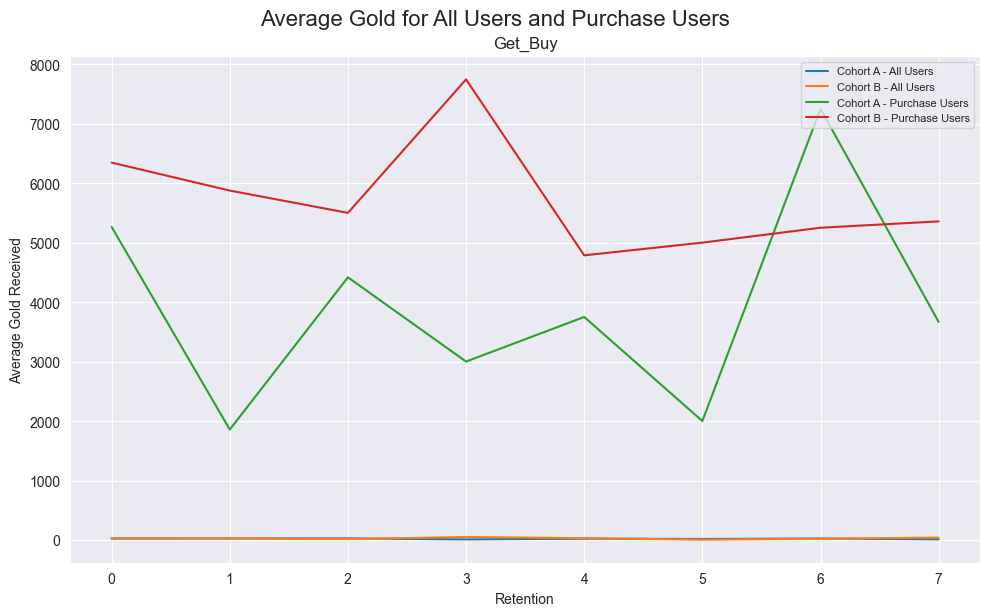 Average Gold for All Users and Purchase Users
Get_Buy
Cohort A - All Users
Cohort B - All Users
Cohort A - Purchase Users
Cohort B - Purchase Users
Average Gold Received
8000
7000
6000
5000
4000
3000
2000
1000
0
0 1 2 3 4 5 6 7
Retention